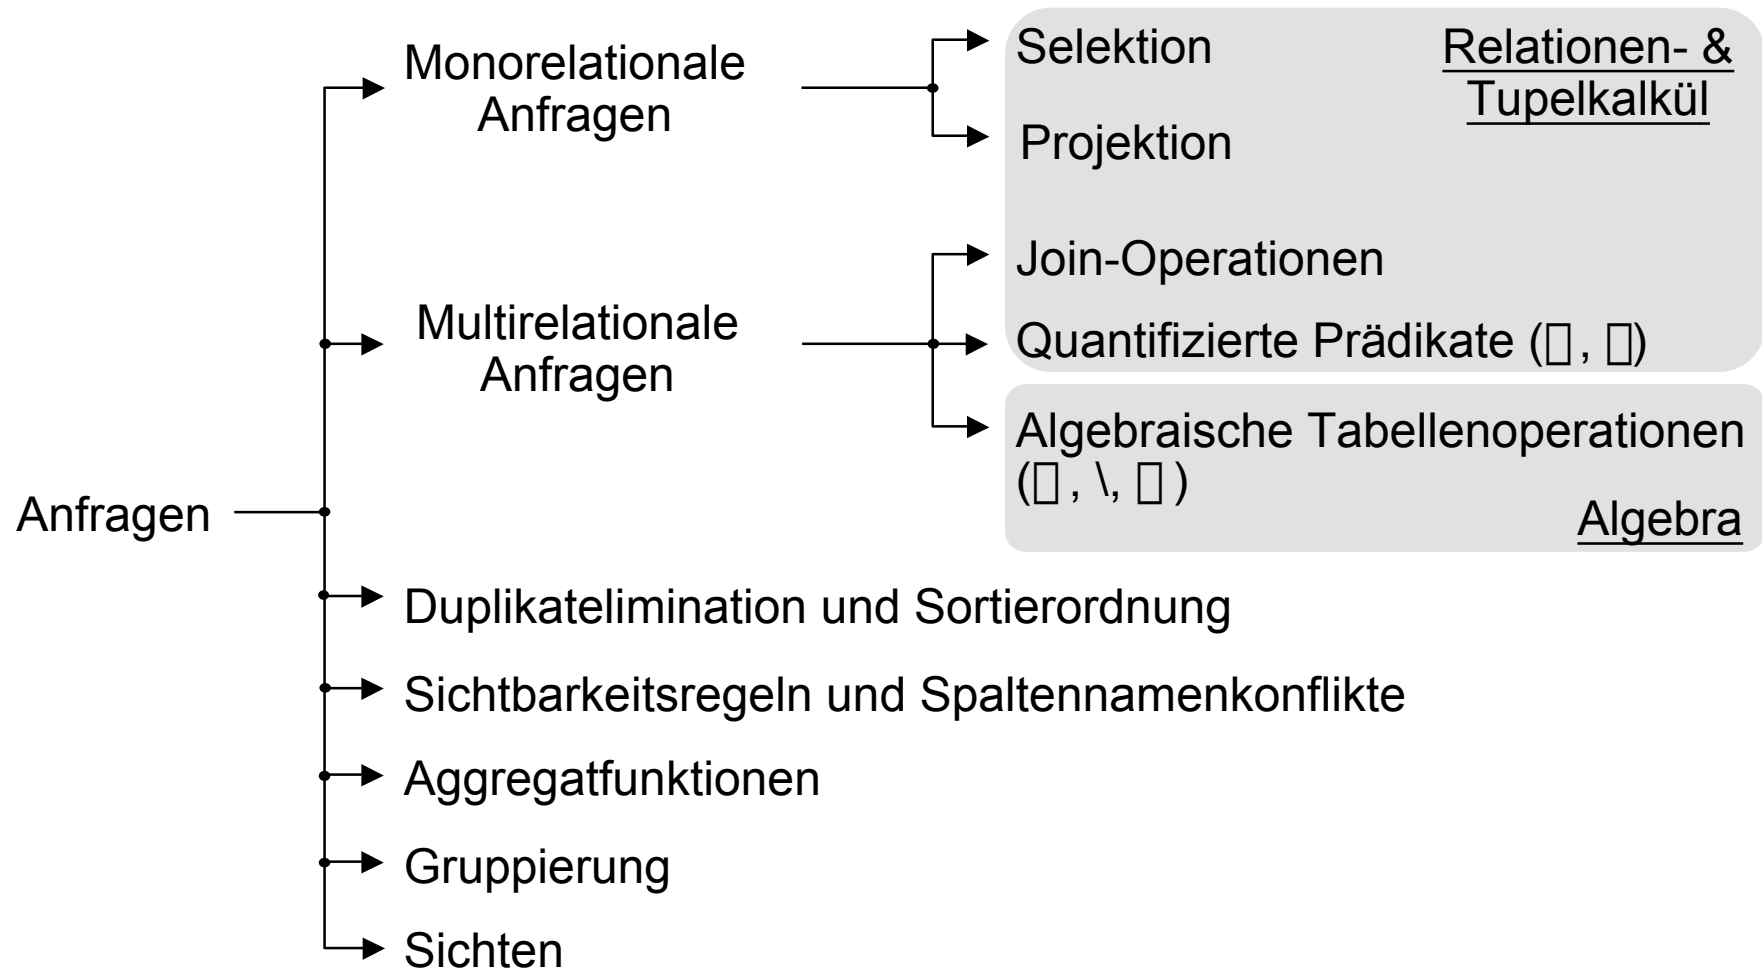 Monorelationale
Anfragen
Selektion
Projektion
Relationen- &
Tupelkalkül
Multirelationale
Anfragen
Join-Operationen
Quantifizierte Prädikate (▯, ▯)
Algebraische Tabellenoperationen
(▯, \, ▯)
Algebra
Anfragen
Duplikatelimination und Sortierordnung
Sichtbarkeitsregeln und Spaltennamenkonflikte
Aggregatfunktionen
Gruppierung
Sichten